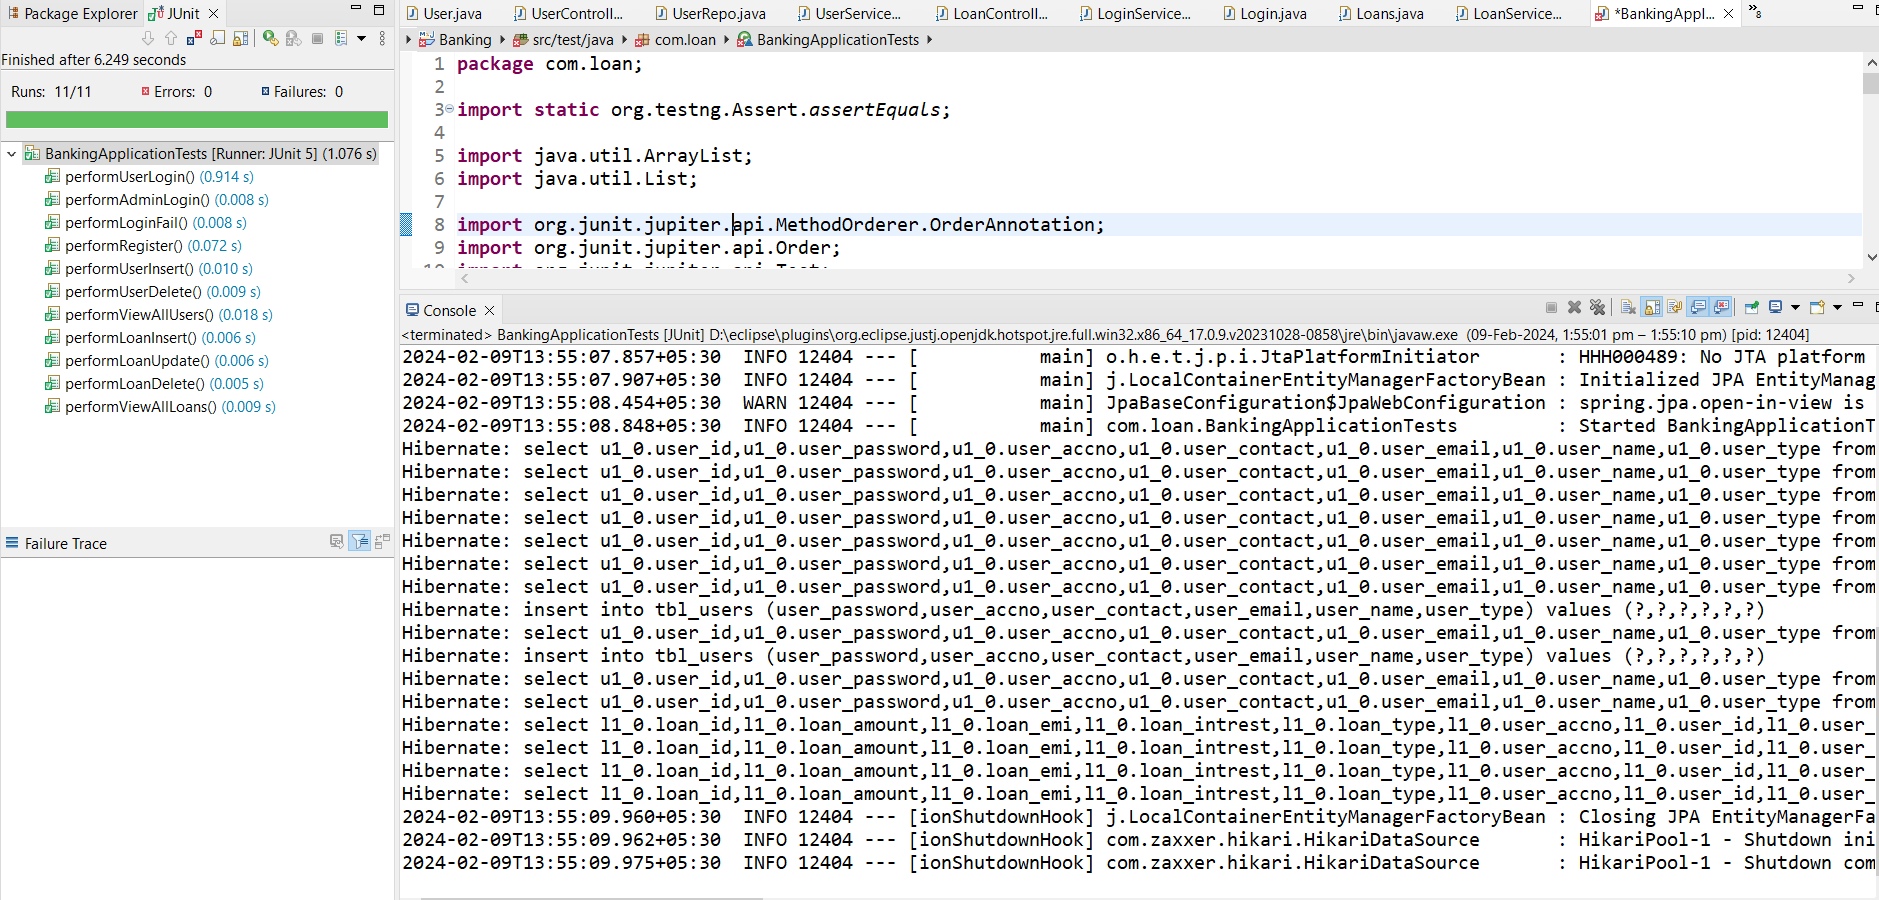 Package Explorer
JUnit
Finished after 6.249 seconds
Runs: 11/11
Errors: 0
Failures: 0
BankingApplicationTests [Runner: JUnit 5] (1.076 s)
performUserLogin() (0.914 s)
performAdminLogin() (0.008 s)
performLoginFail() (0.008 s)
performRegister() (0.072 s)
performUserInsert() (0.010 s)
performUserDelete() (0.009 s)
performViewAllUsers() (0.018 s)
performLoanInsert() (0.006 s)
performLoanUpdate() (0.006 s)
performLoanDelete() (0.005 s)
performViewAllLoans() (0.009 s)
Failure Trace
User.java
UserControll...
UserRepo.java
UserService...
LoanControll...
LoginService...
Login.java
Loans.java
LoanService...
*BankingAppl...
»8
Banking
src/test/java
com.loan
BankingApplicationTests
1 package com.loan;
2
3 import static org.testng.Assert.assertEquals;
4
5 import java.util.ArrayList;
6 import java.util.List;
7
8 import org.junit.jupiter.api.MethodOrderer.OrderAnnotation;
9 import org.junit.jupiter.api.Order;
10 import org.junit.jupiter.api.Test;
Console
<terminated> BankingApplicationTests [JUnit] D:\eclipse\plugins\org.eclipse.justj.openjdk.hotspot.jre.full.win32.x86_64_17.0.9.v20231028-0858\jre\bin\javaw.exe (09-Feb-2024, 1:55:01 pm – 1:55:10 pm) [pid: 12404]
2024-02-09T13:55:07.857+05:30 INFO 12404 --- [ main] o.h.e.t.j.p.i.JtaPlatformInitiator : HHH000489: No JTA platform
2024-02-09T13:55:07.907+05:30 INFO 12404 --- [ main] j.LocalContainerEntityManagerFactoryBean : Initialized JPA EntityManag
2024-02-09T13:55:08.454+05:30 WARN 12404 --- [ main] JpaBaseConfiguration$JpaWebConfiguration : spring.jpa.open-in-view is
2024-02-09T13:55:08.848+05:30 INFO 12404 --- [ main] com.loan.BankingApplicationTests : Started BankingApplicationT
Hibernate: select u1_0.user_id,u1_0.user_password,u1_0.user_accno,u1_0.user_contact,u1_0.user_email,u1_0.user_name,u1_0.user_type from
Hibernate: select u1_0.user_id,u1_0.user_password,u1_0.user_accno,u1_0.user_contact,u1_0.user_email,u1_0.user_name,u1_0.user_type from
Hibernate: select u1_0.user_id,u1_0.user_password,u1_0.user_accno,u1_0.user_contact,u1_0.user_email,u1_0.user_name,u1_0.user_type from
Hibernate: select u1_0.user_id,u1_0.user_password,u1_0.user_accno,u1_0.user_contact,u1_0.user_email,u1_0.user_name,u1_0.user_type from
Hibernate: select u1_0.user_id,u1_0.user_password,u1_0.user_accno,u1_0.user_contact,u1_0.user_email,u1_0.user_name,u1_0.user_type from
Hibernate: select u1_0.user_id,u1_0.user_password,u1_0.user_accno,u1_0.user_contact,u1_0.user_email,u1_0.user_name,u1_0.user_type from
Hibernate: select u1_0.user_id,u1_0.user_password,u1_0.user_accno,u1_0.user_contact,u1_0.user_email,u1_0.user_name,u1_0.user_type from
Hibernate: insert into tbl_users (user_password,user_accno,user_contact,user_email,user_name,user_type) values (?,?,?,?,?,?)
Hibernate: select u1_0.user_id,u1_0.user_password,u1_0.user_accno,u1_0.user_contact,u1_0.user_email,u1_0.user_name,u1_0.user_type from
Hibernate: insert into tbl_users (user_password,user_accno,user_contact,user_email,user_name,user_type) values (?,?,?,?,?,?)
Hibernate: select u1_0.user_id,u1_0.user_password,u1_0.user_accno,u1_0.user_contact,u1_0.user_email,u1_0.user_name,u1_0.user_type from
Hibernate: select u1_0.user_id,u1_0.user_password,u1_0.user_accno,u1_0.user_contact,u1_0.user_email,u1_0.user_name,u1_0.user_type from
Hibernate: select l1_0.loan_id,l1_0.loan_amount,l1_0.loan_emi,l1_0.loan_intrest,l1_0.loan_type,l1_0.user_accno,l1_0.user_id,l1_0.user_
Hibernate: select l1_0.loan_id,l1_0.loan_amount,l1_0.loan_emi,l1_0.loan_intrest,l1_0.loan_type,l1_0.user_accno,l1_0.user_id,l1_0.user_
Hibernate: select l1_0.loan_id,l1_0.loan_amount,l1_0.loan_emi,l1_0.loan_intrest,l1_0.loan_type,l1_0.user_accno,l1_0.user_id,l1_0.user_
Hibernate: select l1_0.loan_id,l1_0.loan_amount,l1_0.loan_emi,l1_0.loan_intrest,l1_0.loan_type,l1_0.user_accno,l1_0.user_id,l1_0.user_
2024-02-09T13:55:09.960+05:30 INFO 12404 --- [ionShutdownHook] j.LocalContainerEntityManagerFactoryBean : Closing JPA EntityManagerFa
2024-02-09T13:55:09.962+05:30 INFO 12404 --- [ionShutdownHook] com.zaxxer.hikari.HikariDataSource : HikariPool-1 - Shutdown ini
2024-02-09T13:55:09.975+05:30 INFO 12404 --- [ionShutdownHook] com.zaxxer.hikari.HikariDataSource : HikariPool-1 - Shutdown com